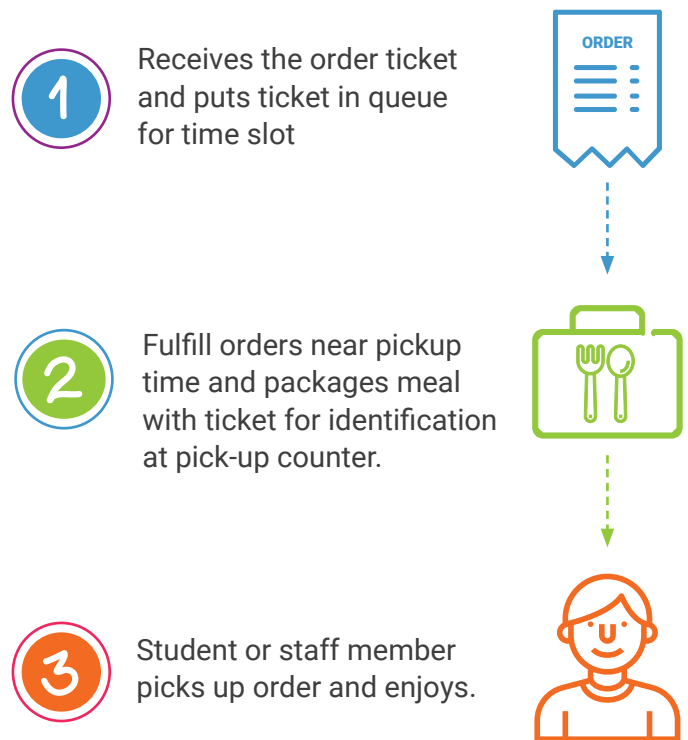 1
Receives the order ticket
and puts ticket in queue
for time slot
ORDER
2
Fulfill orders near pickup
time and packages meal
with ticket for identification
at pick-up counter.
3
Student or staff member
picks up order and enjoys.